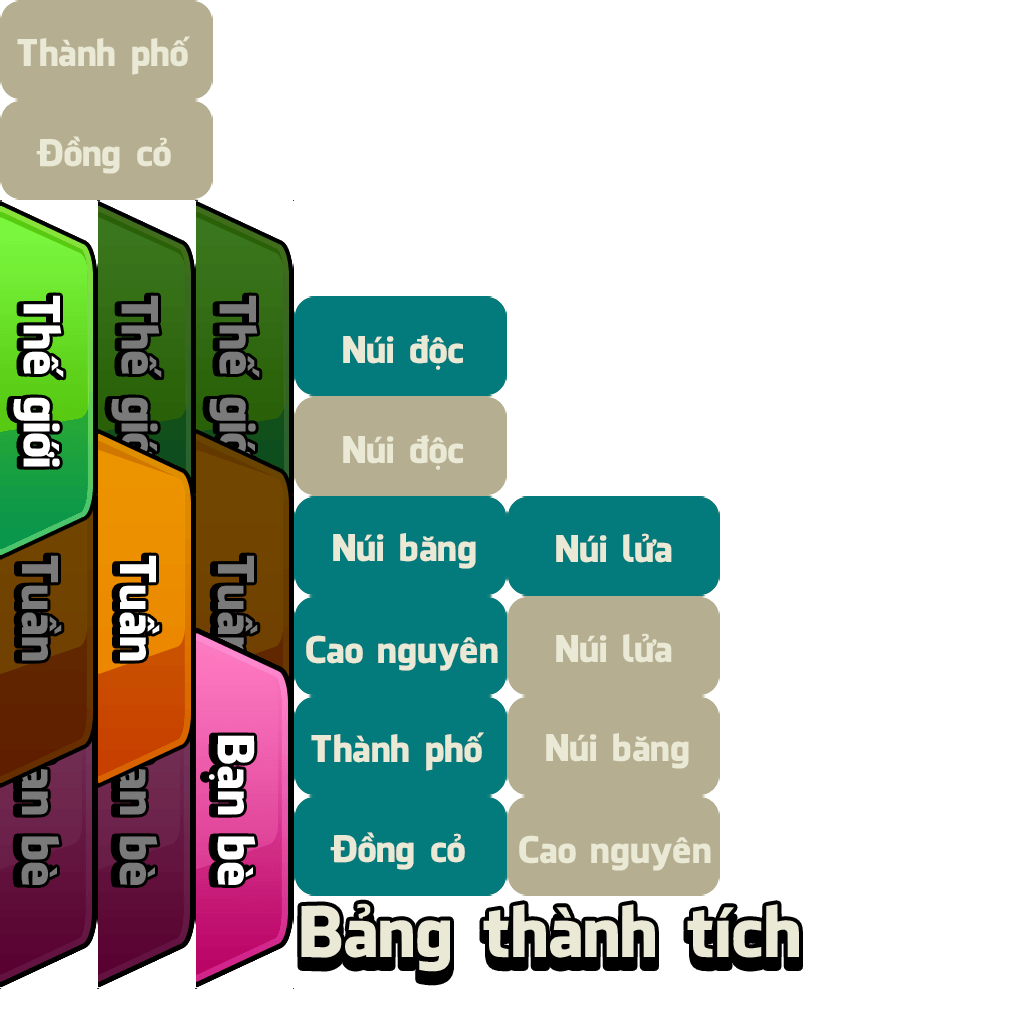 Thành phố
Đồng cỏ
Thế giới
Tuần
Bạn bè
Thế giới
Tuần
Bạn bè
Thế giới
Tuần
Bạn bè
Núi độc
Núi độc
Núi băng
Núi lửa
Cao nguyên
Núi lửa
Thành phố
Núi băng
Đồng cỏ
Cao nguyên
Bảng thành tích